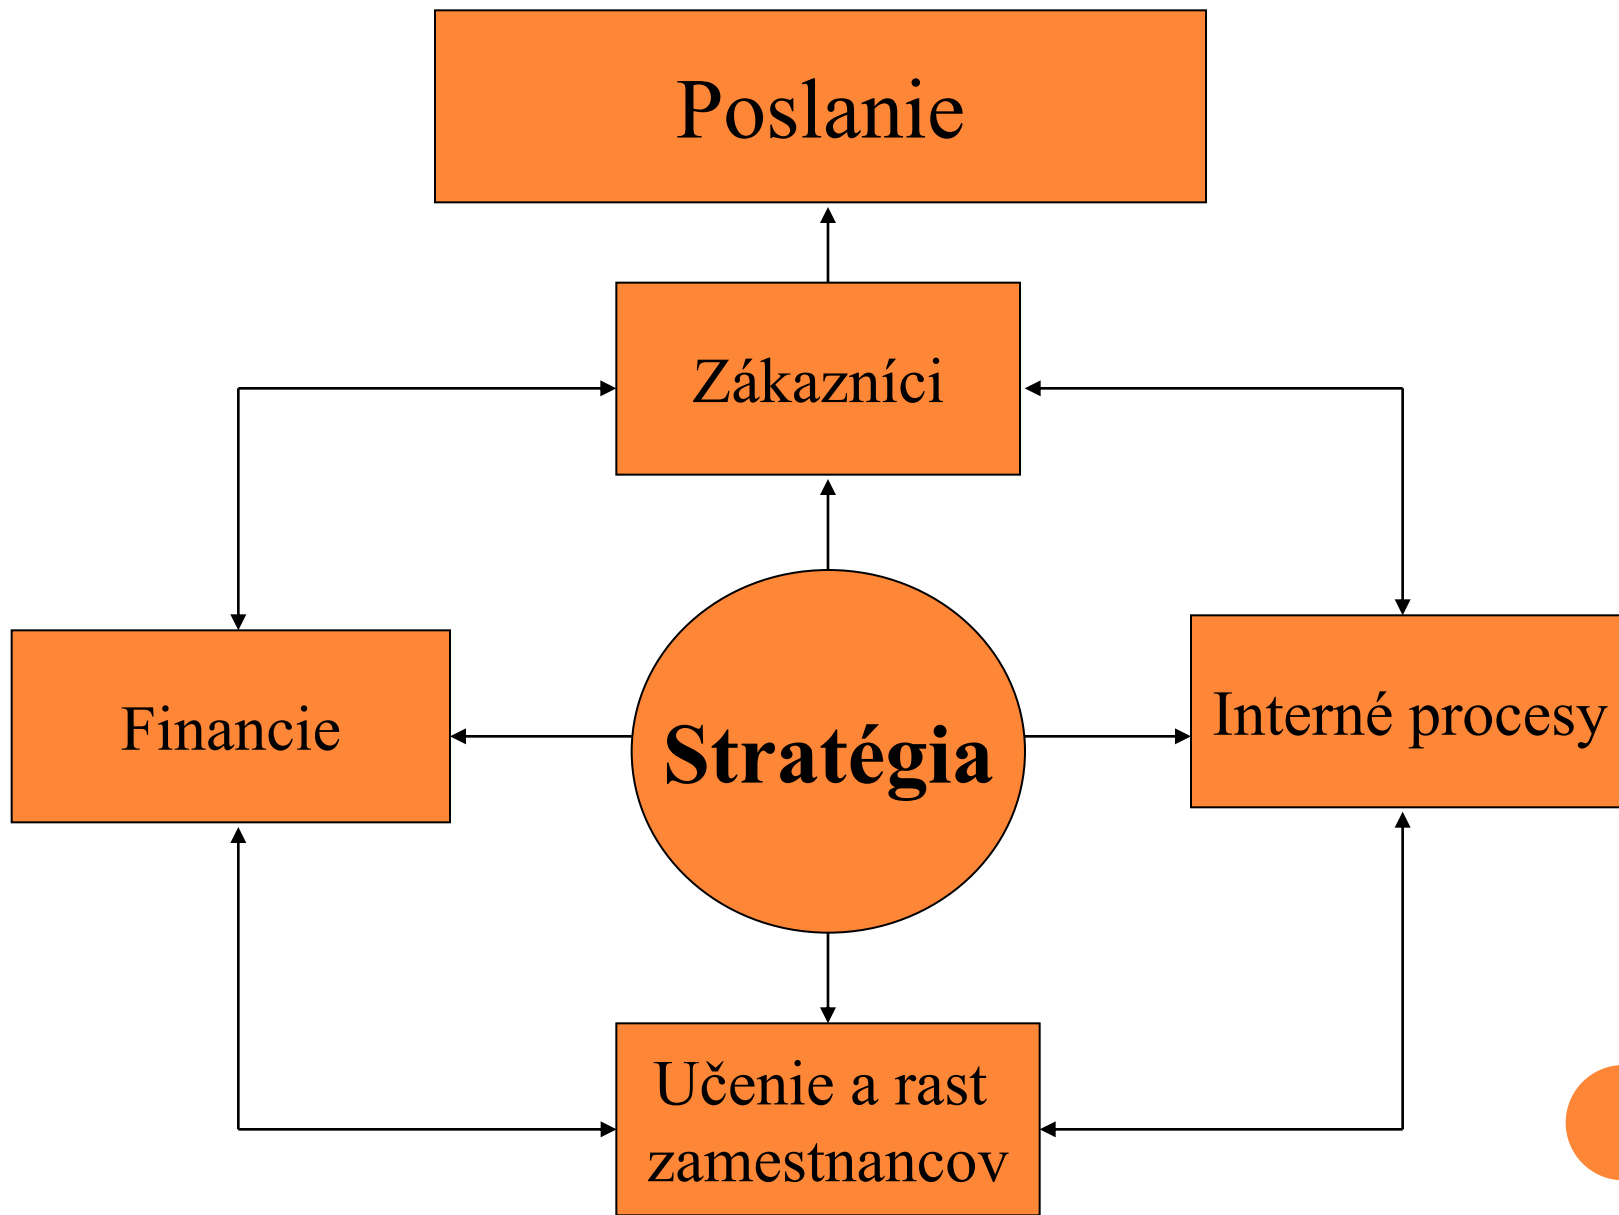 Poslanie
Zákazníci
Financie
Stratégia
Interné procesy
Učenie a rast
zamestnancov